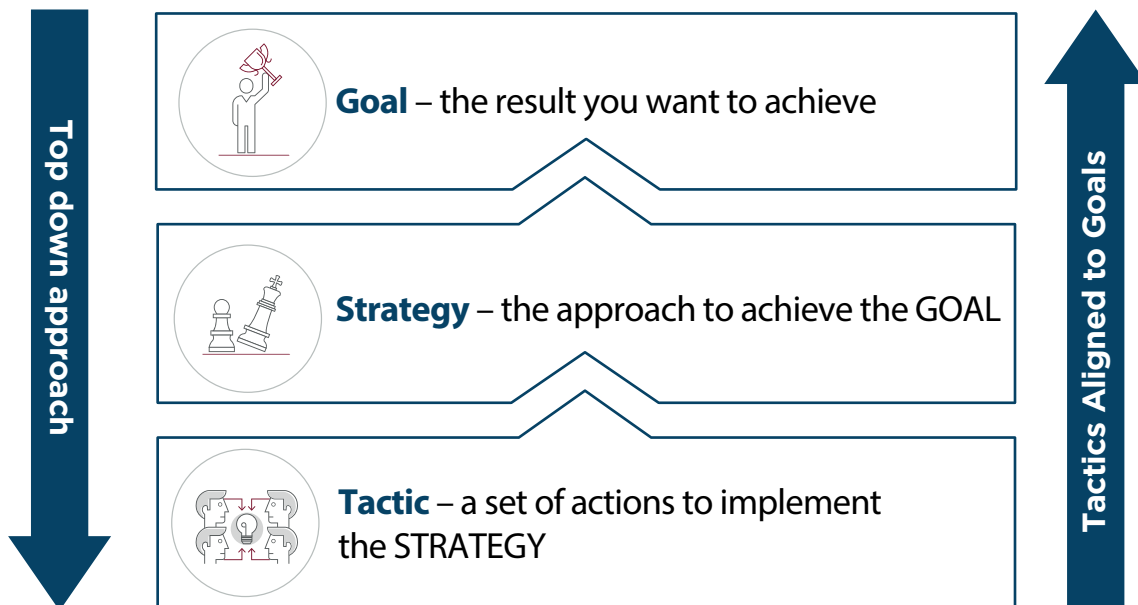 Top down approach
Goal – the result you want to achieve
Strategy – the approach to achieve the GOAL
Tactic – a set of actions to implement
the STRATEGY
Tactics Aligned to Goals